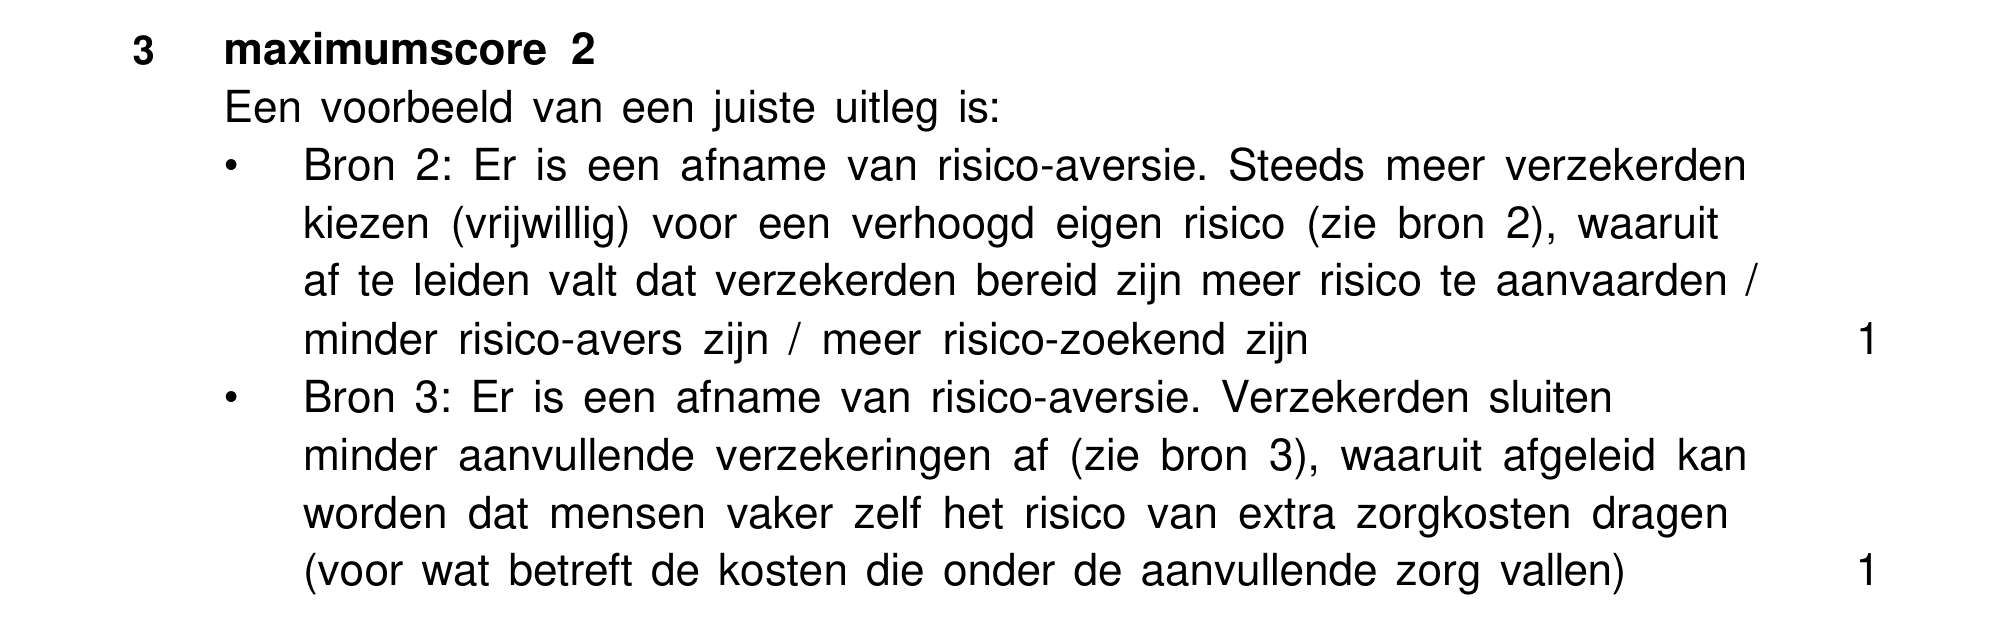 3 maximumscore 2
Een voorbeeld van een juiste uitleg is:
• Bron 2: Er is een afname van risico-aversie. Steeds meer verzekerden
kiezen (vrijwillig) voor een verhoogd eigen risico (zie bron 2), waaruit
af te leiden valt dat verzekerden bereid zijn meer risico te aanvaarden /
minder risico-avers zijn / meer risico-zoekend zijn 1
• Bron 3: Er is een afname van risico-aversie. Verzekerden sluiten
minder aanvullende verzekeringen af (zie bron 3), waaruit afgeleid kan
worden dat mensen vaker zelf het risico van extra zorgkosten dragen
(voor wat betreft de kosten die onder de aanvullende zorg vallen) 1